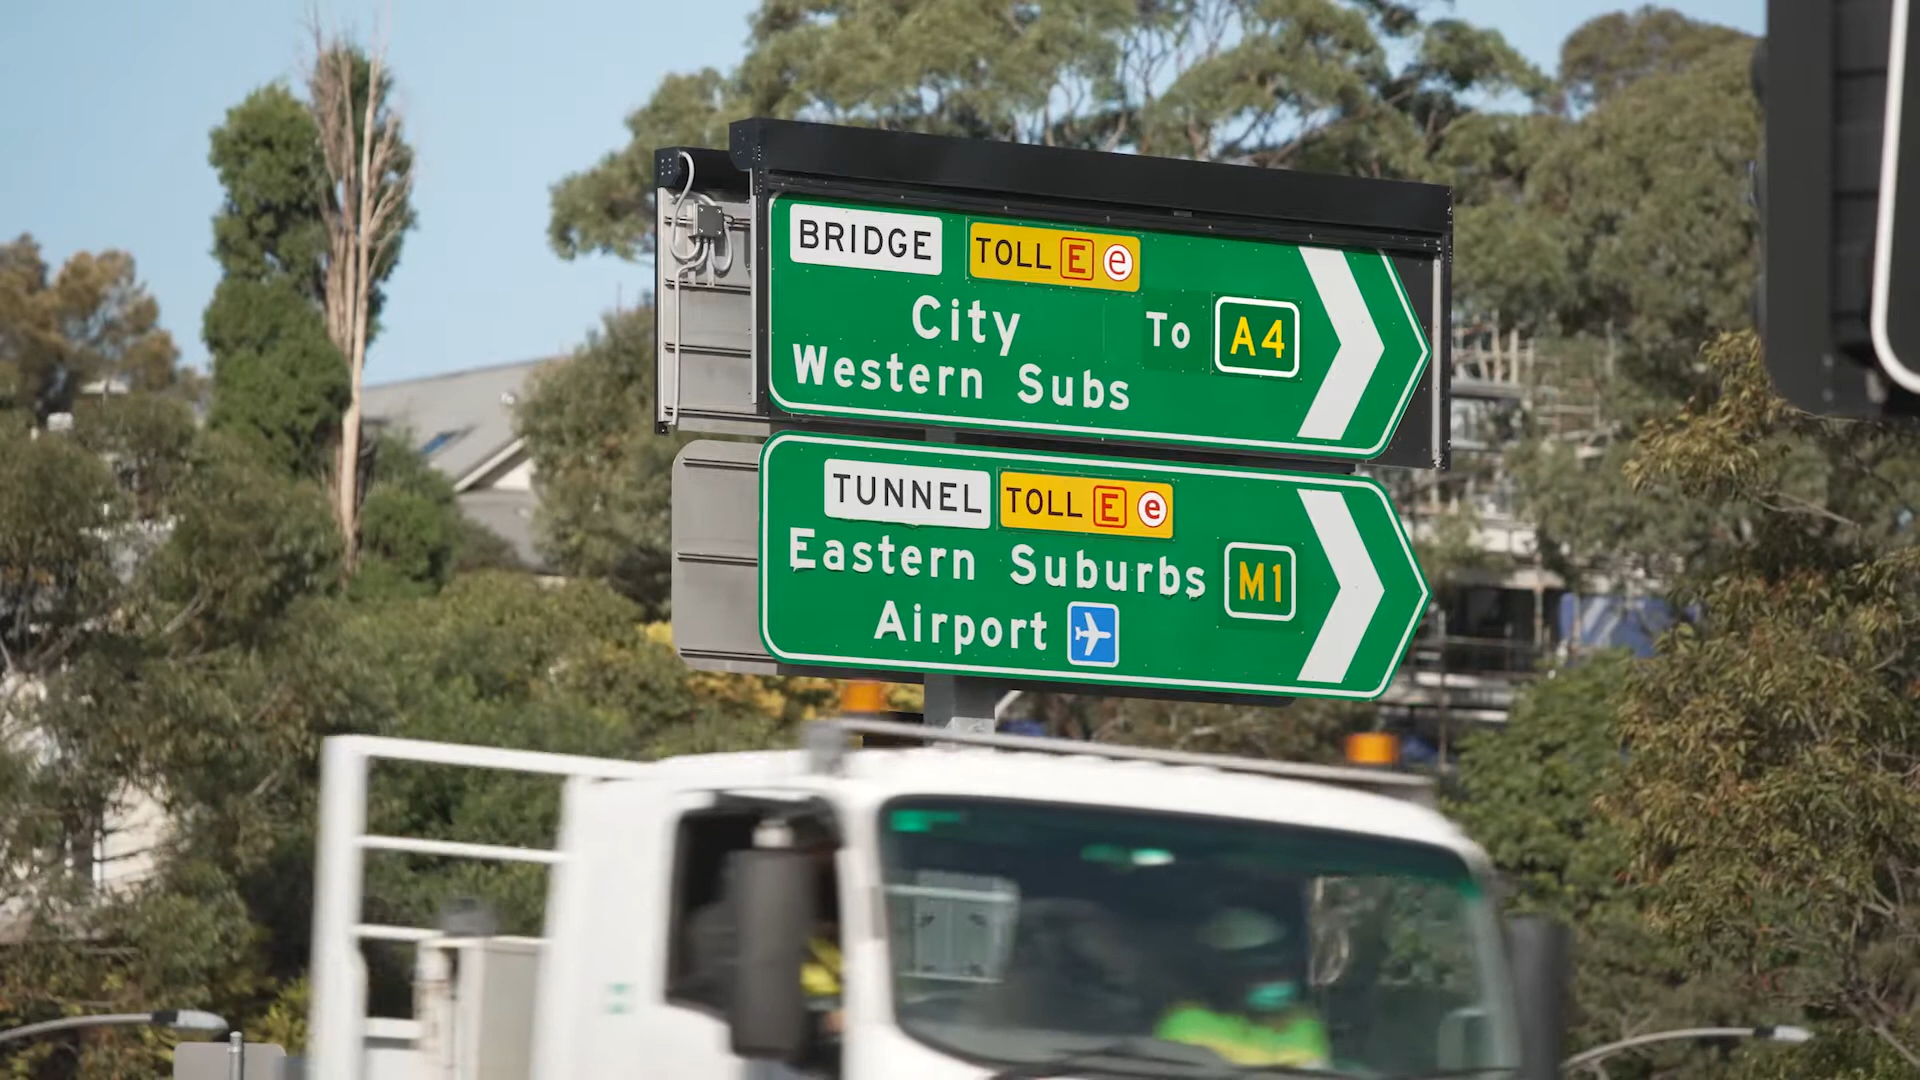 BRIDGE TOLL E e
City To A4
Western Subs
TUNNEL TOLL E e
Eastern Suburbs M1
Airport